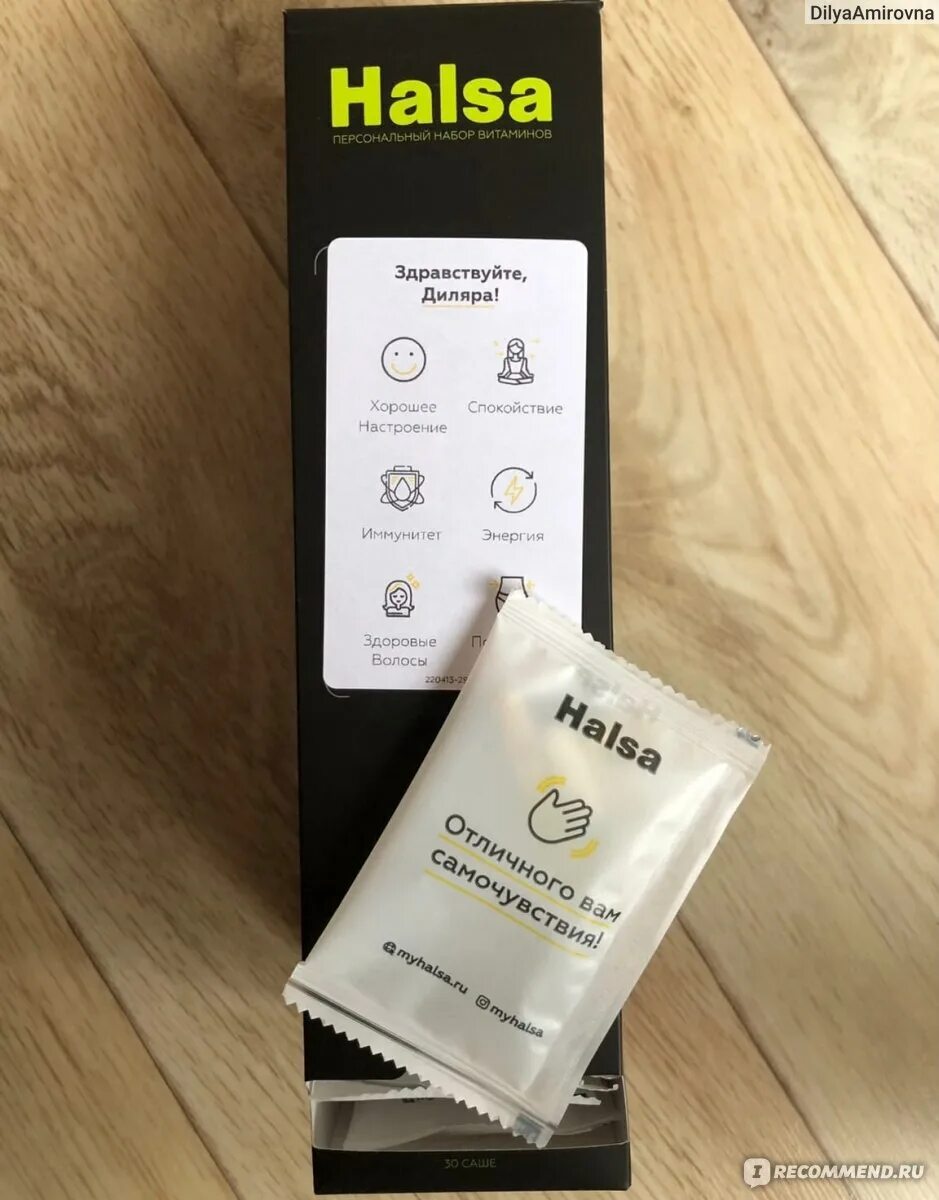 DilyaAmirovna
Halsa
ПЕРСОНАЛЬНЫЙ НАБОР ВИТАМИНОВ
Здравствуйте,
Диляра!
Хорошее
Настроение
Спокойствие
Иммунитет
Энергия
Здоровые
Волосы
Halsa
Отличного вам
самочувствия!
myhalsa.ru
myhalsa
30 САШЕ
IRECOMMEND.RU